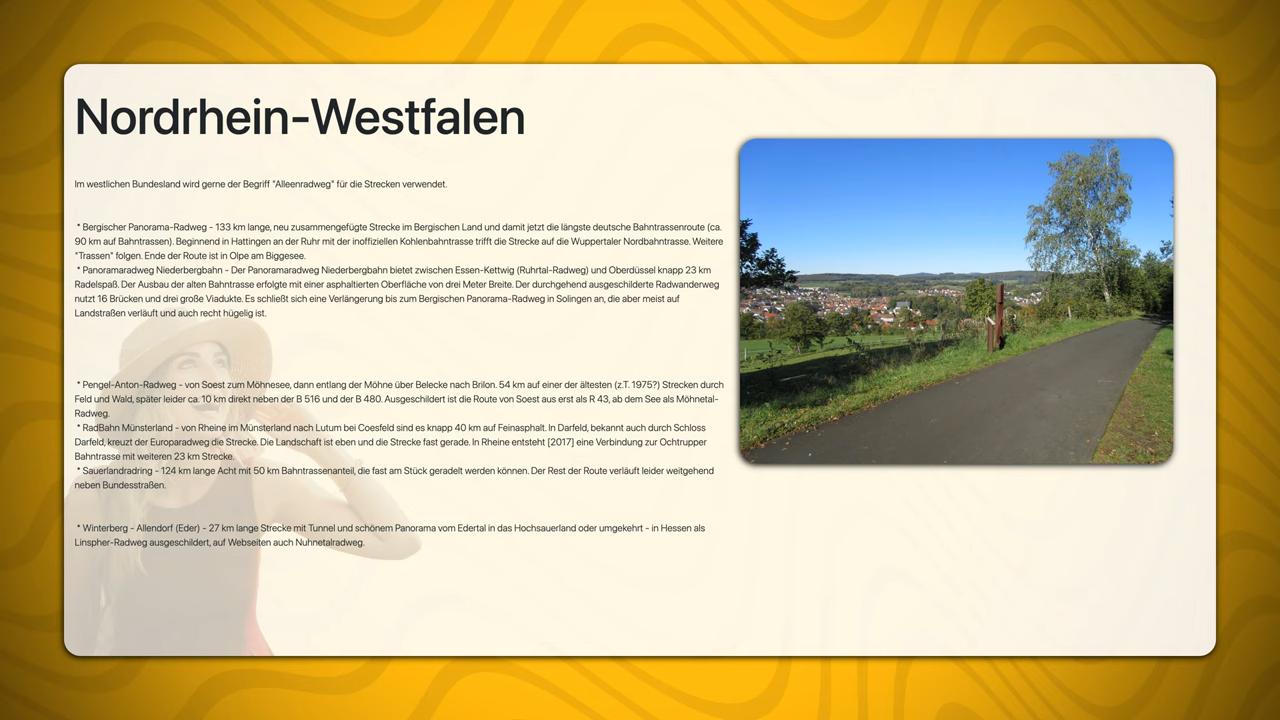 Nordrhein-Westfalen
Im westlichen Bundesland wird gerne der Begriff "Alleenradweg" für die Strecken verwendet.
* Bergischer Panorama-Radweg - 133 km lange, neu zusammengefügte Strecke im Bergischen Land und damit jetzt die längste deutsche Bahntrassenroute (ca.
90 km auf Bahntrassen). Beginnend in Hattingen an der Ruhr mit der inoffiziellen Kohlenbahntrasse trifft die Strecke auf die Wuppertaler Nordbahntrasse. Weitere
"Trassen" folgen. Ende der Route ist in Olpe am Biggesee.
* Panoramaradweg Niederbergbahn - Der Panoramaradweg Niederbergbahn bietet zwischen Essen-Kettwig (Ruhrtal-Radweg) und Oberdüssel knapp 23 km
Radelspaß. Der Ausbau der alten Bahntrasse erfolgte mit einer asphaltierten Oberfläche von drei Meter Breite. Der durchgehend ausgeschilderte Radwanderweg
nutzt 16 Brücken und drei große Viadukte. Es schließt sich eine Verlängerung bis zum Bergischen Panorama-Radweg in Solingen an, die aber meist auf
Landstraßen verläuft und auch recht hügelig ist.
* Pengel-Anton-Radweg - von Soest zum Möhnesee, dann entlang der Möhne über Belecke nach Brilon. 54 km auf einer der ältesten (z.T. 1975?) Strecken durch
Feld und Wald, später leider ca. 10 km direkt neben der B 516 und der B 480. Ausgeschildert ist die Route von Soest aus erst als R 43, ab dem See als Möhnetal-
Radweg.
* RadBahn Münsterland - von Rheine im Münsterland nach Lutum bei Coesfeld sind es knapp 40 km auf Feinasphalt. In Darfeld, bekannt auch durch Schloss
Darfeld, kreuzt der Europaradweg die Strecke. Die Landschaft ist eben und die Strecke fast gerade. In Rheine entsteht [2017] eine Verbindung zur Ochtrupper
Bahntrasse mit weiteren 23 km Strecke.
* Sauerlandradring - 124 km lange Acht mit 50 km Bahntrassenanteil, die fast am Stück geradelt werden können. Der Rest der Route verläuft leider weitgehend
neben Bundesstraßen.
* Winterberg - Allendorf (Eder) - 27 km lange Strecke mit Tunnel und schönem Panorama vom Edertal in das Hochsauerland oder umgekehrt - in Hessen als
Linspher-Radweg ausgeschildert, auf Webseiten auch Nuhnetalradweg.